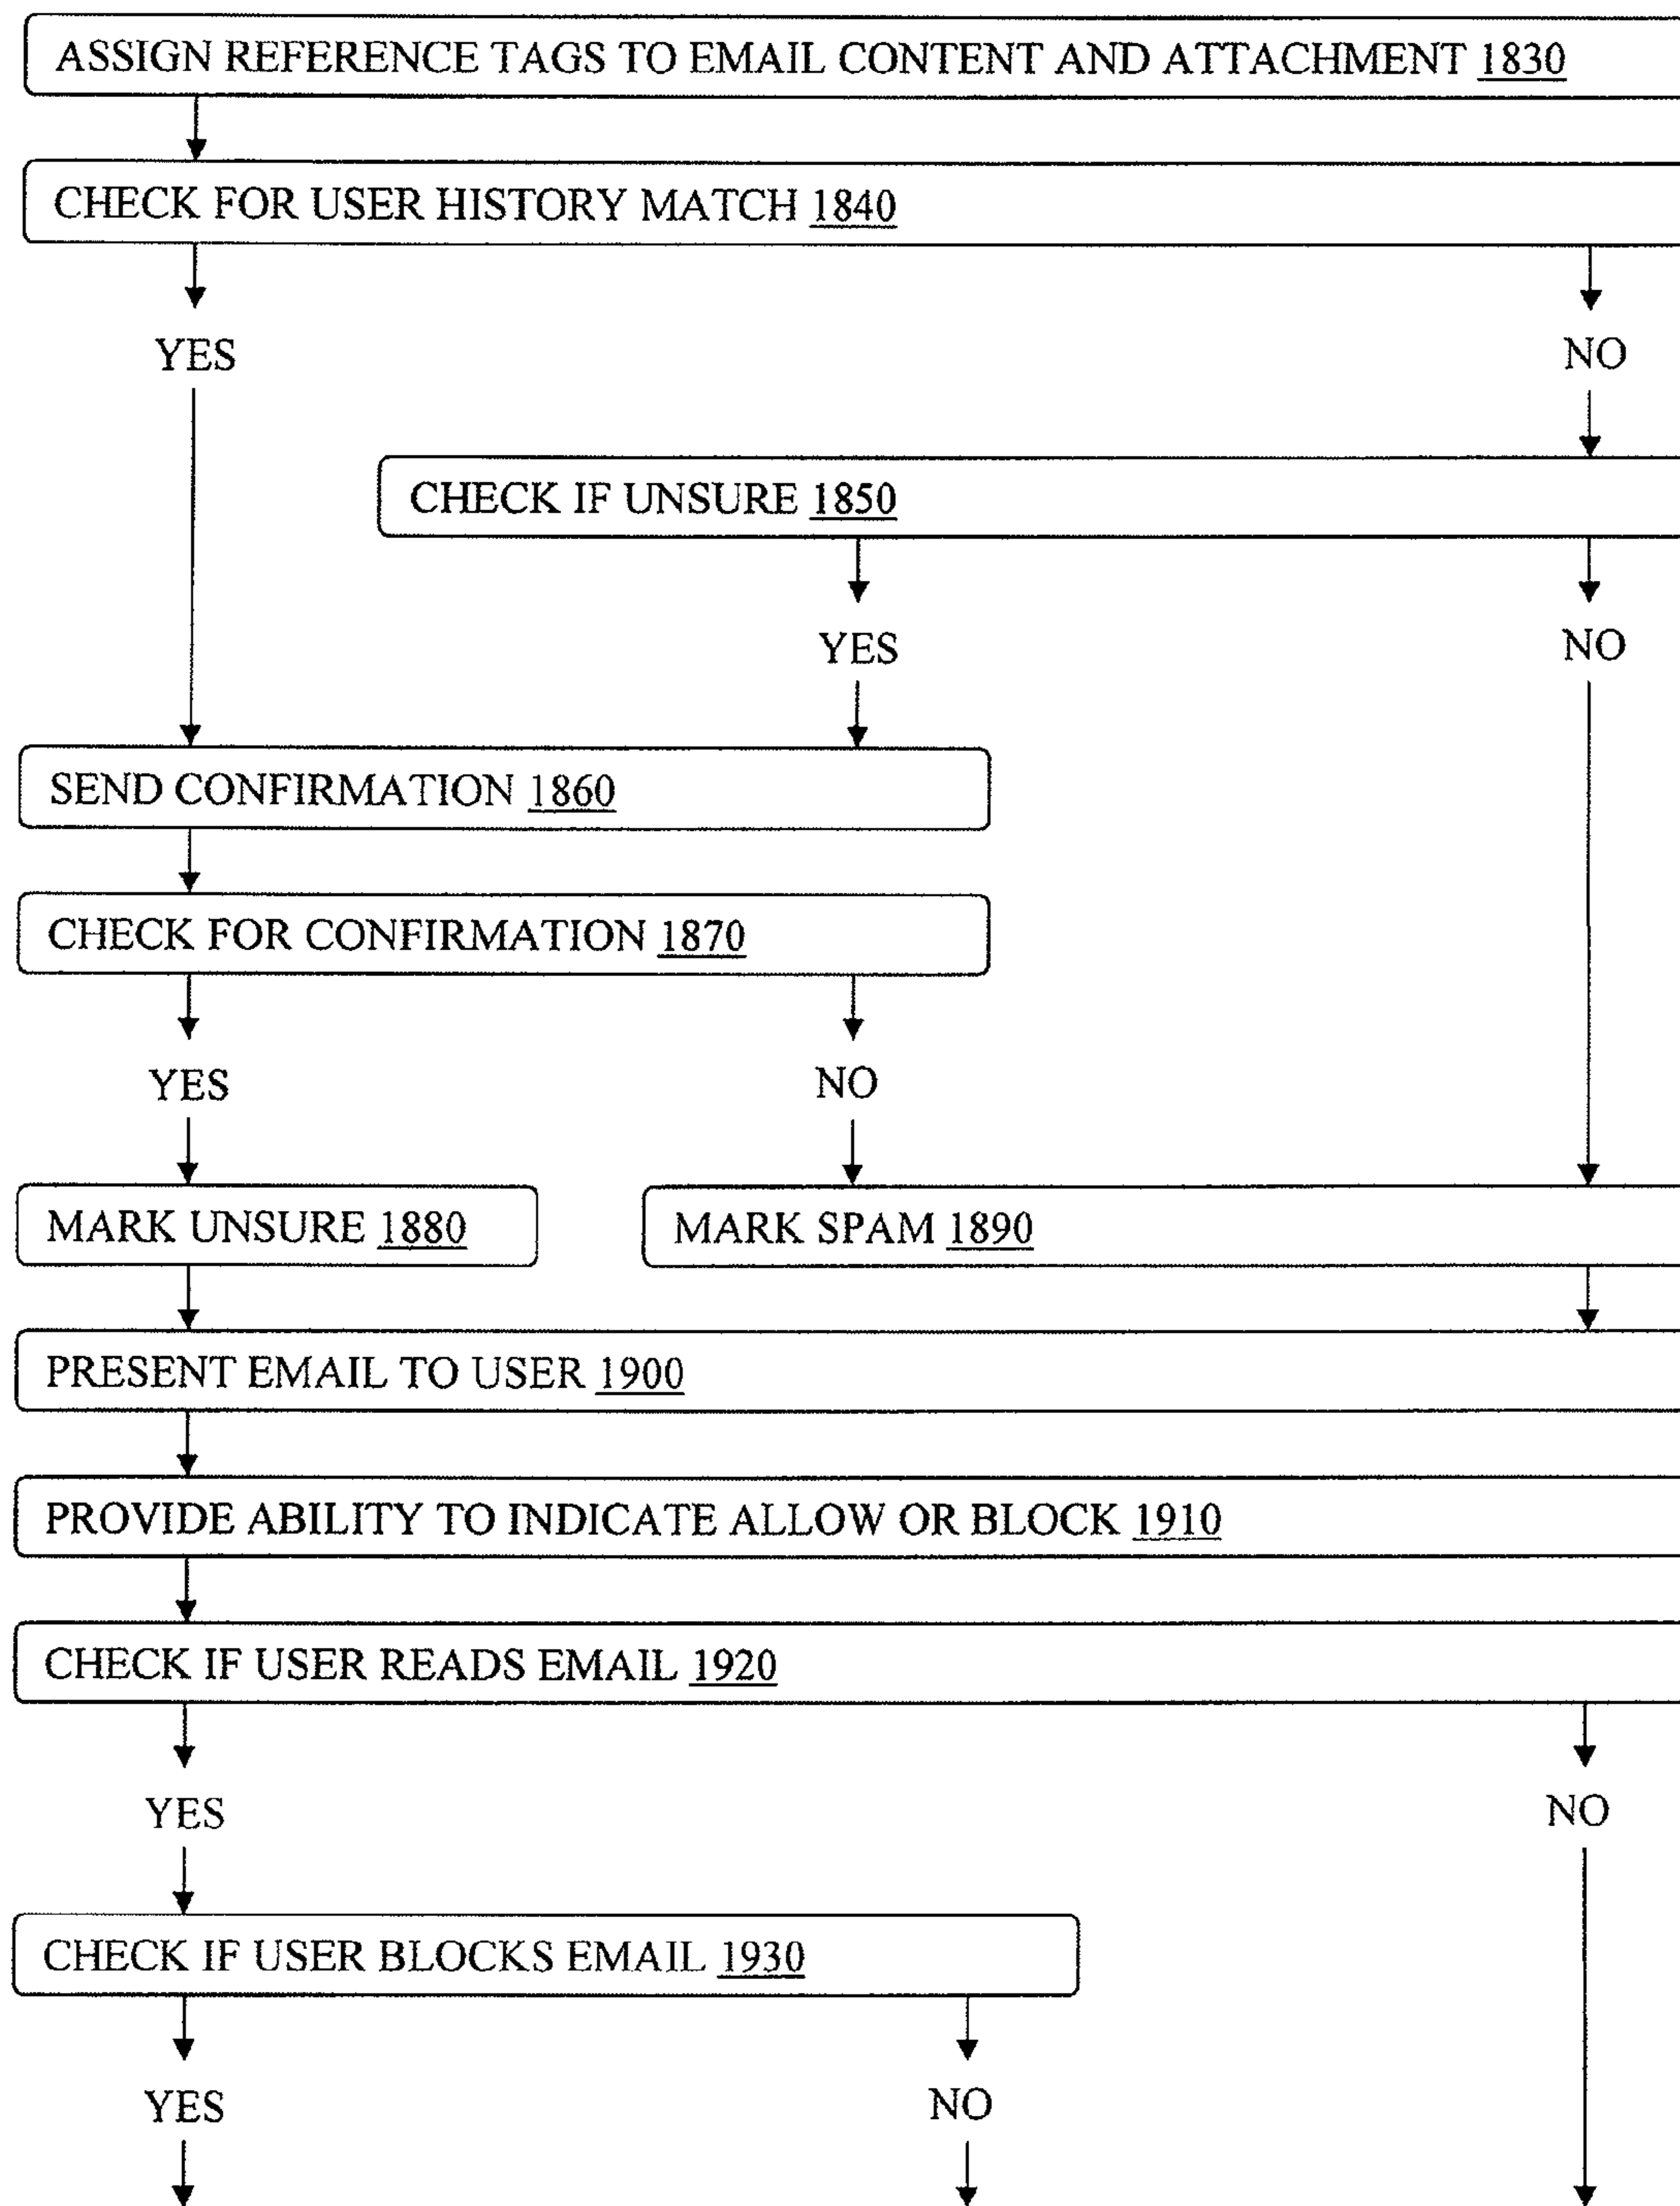 ASSIGN REFERENCE TAGS TO EMAIL CONTENT AND ATTACHMENT 1830
CHECK FOR USER HISTORY MATCH 1840
YES
NO
CHECK IF UNSURE 1850
YES
NO
SEND CONFIRMATION 1860
CHECK FOR CONFIRMATION 1870
YES
NO
MARK UNSURE 1880
MARK SPAM 1890
PRESENT EMAIL TO USER 1900
PROVIDE ABILITY TO INDICATE ALLOW OR BLOCK 1910
CHECK IF USER READS EMAIL 1920
YES
NO
CHECK IF USER BLOCKS EMAIL 1930
YES
NO